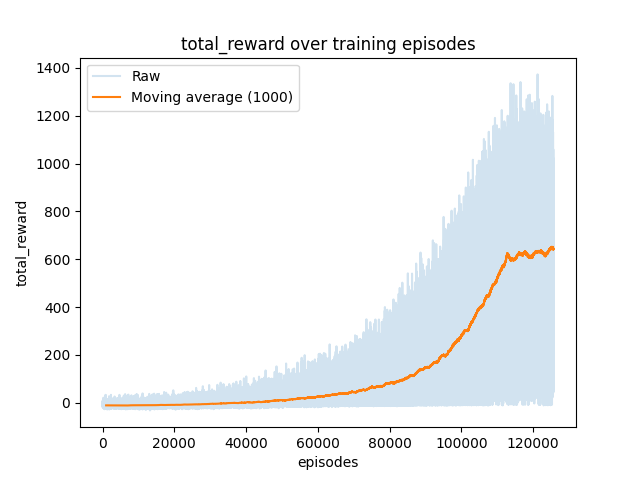 total_reward over training episodes
Raw
Moving average (1000)
total_reward
1400
1200
1000
800
600
400
200
0
0 20000 40000 60000 80000 100000 120000
episodes